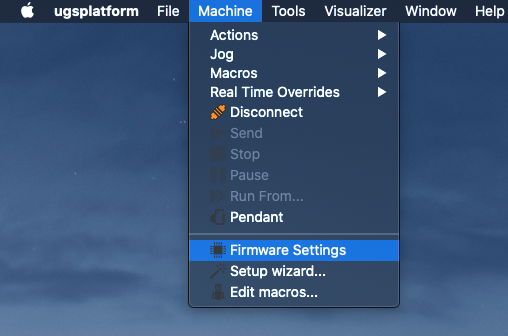 ugsplatform File Machine Tools Visualizer Window Help
Actions
Jog
Macros
Real Time Overrides
Disconnect
Send
Stop
Pause
Run From...
Pendant
Firmware Settings
Setup wizard...
Edit macros...